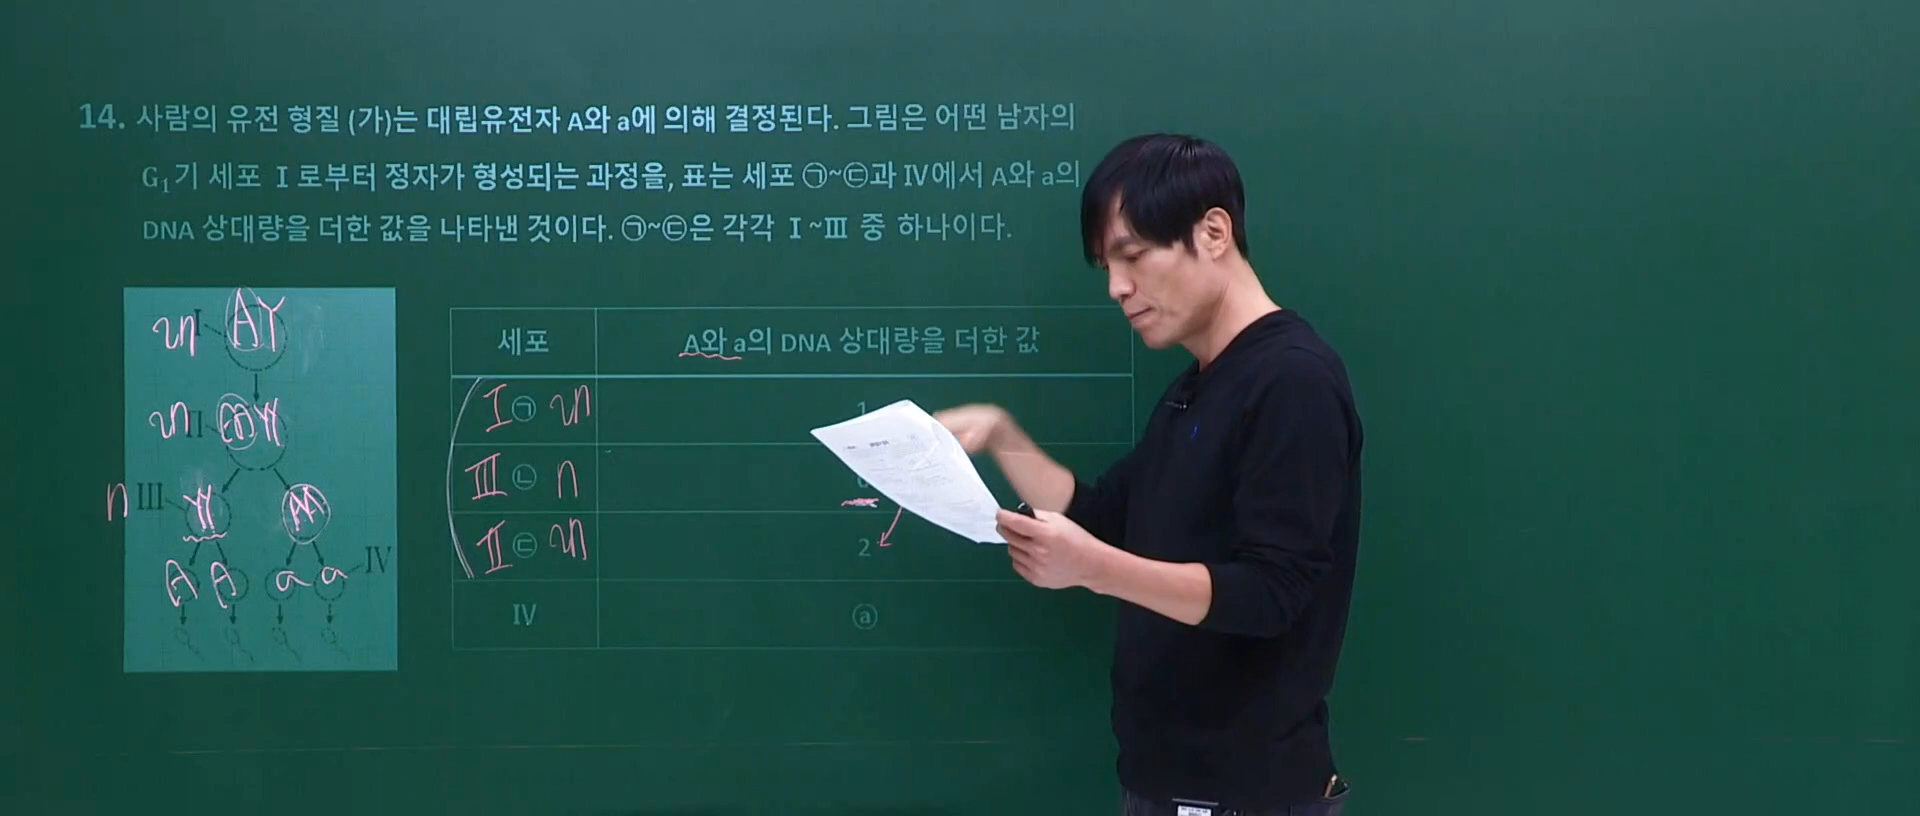 14. 사람의 유전 형질 (가)는 대립유전자 A와 a에 의해 결정된다. 그림은 어떤 남자의
G₁기 세포 Ⅰ로부터 정자가 형성되는 과정을, 표는 세포 ㉠~㉢과 Ⅳ에서 A와 a의
DNA 상대량을 더한 값을 나타낸 것이다. ㉠~㉢은 각각 Ⅰ~Ⅲ 중 하나이다.
2n Ⅰ AY
2n Ⅱ AAYY
n Ⅲ YY AA
A A a a Ⅳ
세포 A와 a의 DNA 상대량을 더한 값
Ⅰ ㉠ 2n 1
Ⅲ ㉡ n
Ⅱ ㉢ 2n 2
Ⅳ ⓐ